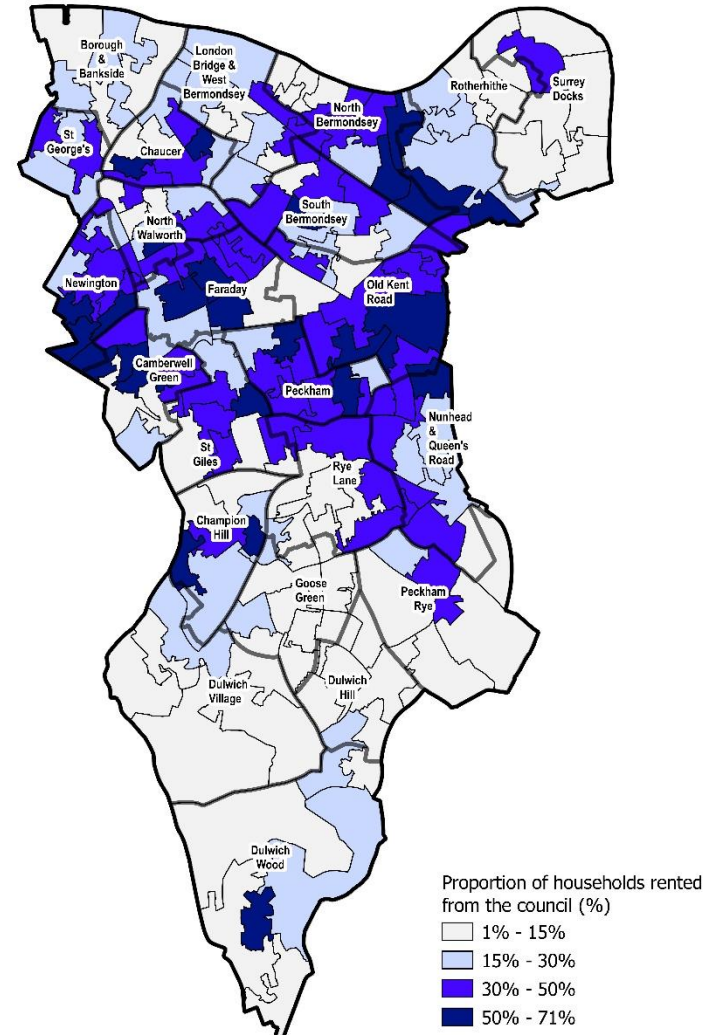 Borough
&
Bankside
London
Bridge &
West
Bermondsey
Rotherhithe
Surrey
Docks
North
Bermondsey
St
George's
Chaucer
South
Bermondsey
North
Walworth
Newington
Faraday
Old Kent
Road
Camberwell
Green
Peckham
Nunhead
&
Queen's
Road
St
Giles
Rye
Lane
Champion
Hill
Goose
Green
Peckham
Rye
Dulwich
Village
Dulwich
Hill
Dulwich
Wood
Proportion of households rented
from the council (%)
1% - 15%
15% - 30%
30% - 50%
50% - 71%